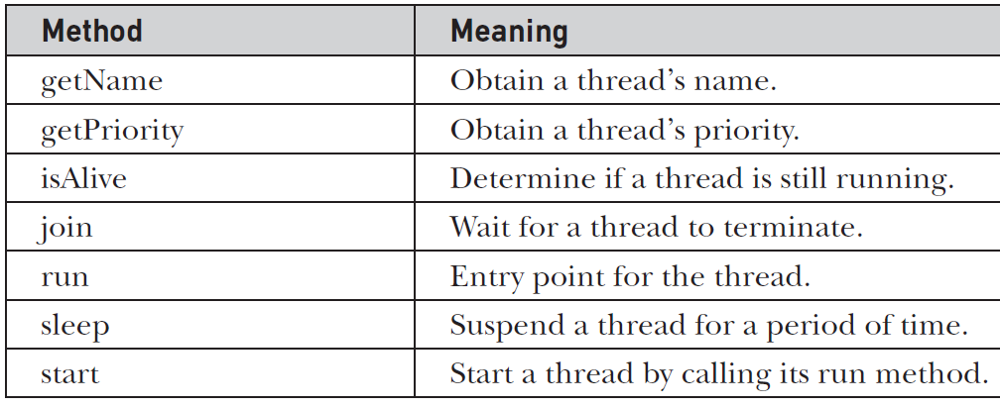 Method Meaning
getName Obtain a thread’s name.
getPriority Obtain a thread’s priority.
isAlive Determine if a thread is still running.
join Wait for a thread to terminate.
run Entry point for the thread.
sleep Suspend a thread for a period of time.
start Start a thread by calling its run method.